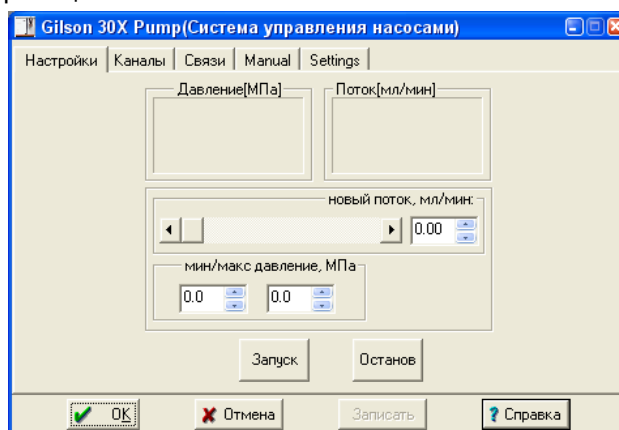 Gilson 30X Pump(Система управления насосами)
Настройки Каналы Связи Manual Settings
Давление[МПа] Поток[мл/мин]
новый поток, мл/мин:
0.00
мин/макс давление, МПа
0.0 0.0
Запуск Останов
OK Отмена Записать Справка